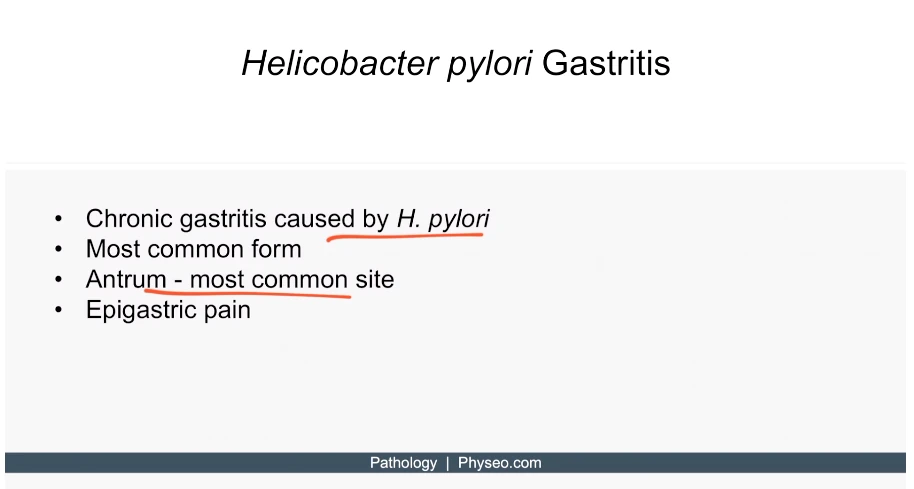 Helicobacter pylori Gastritis
• Chronic gastritis caused by H. pylori
• Most common form
• Antrum - most common site
• Epigastric pain
Pathology | Physeo.com